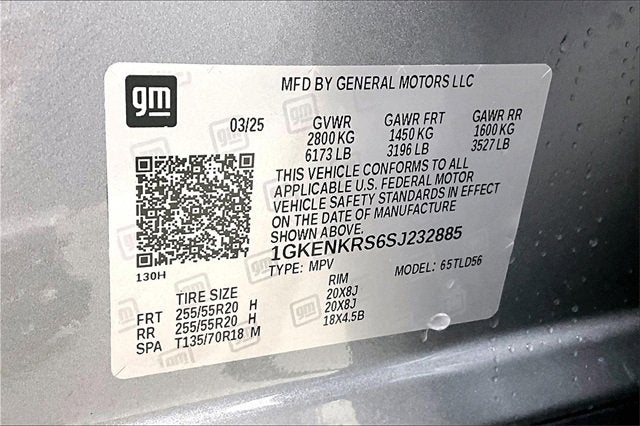 gm
MFD BY GENERAL MOTORS LLC
03/25 GVWR GAWR FRT GAWR RR
2800 KG 1450 KG 1600 KG
6173 LB 3196 LB 3527 LB
THIS VEHICLE CONFORMS TO ALL
APPLICABLE U.S. FEDERAL MOTOR
VEHICLE SAFETY STANDARDS IN EFFECT
ON THE DATE OF MANUFACTURE
SHOWN ABOVE.
1GKENKRS6SJ232885
TYPE: MPV MODEL: 65TLD56
130H
TIRE SIZE RIM
FRT 255/55R20 H 20X8J
RR 255/55R20 H 20X8J
SPA T135/70R18 M 18X4.5B